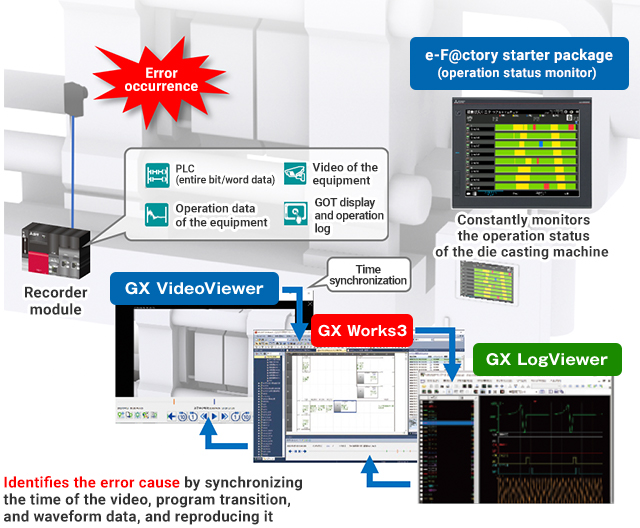 e-F@ctory starter package
(operation status monitor)
Error
occurrence
PLC
(entire bit/word data)
Video of the
equipment
Operation data
of the equipment
GOT display
and operation
log
Constantly monitors
the operation status
of the die casting machine
Recorder
module
Time
synchronization
GX VideoViewer
GX Works3
GX LogViewer
Identifies the error cause by synchronizing
the time of the video, program transition,
and waveform data, and reproducing it